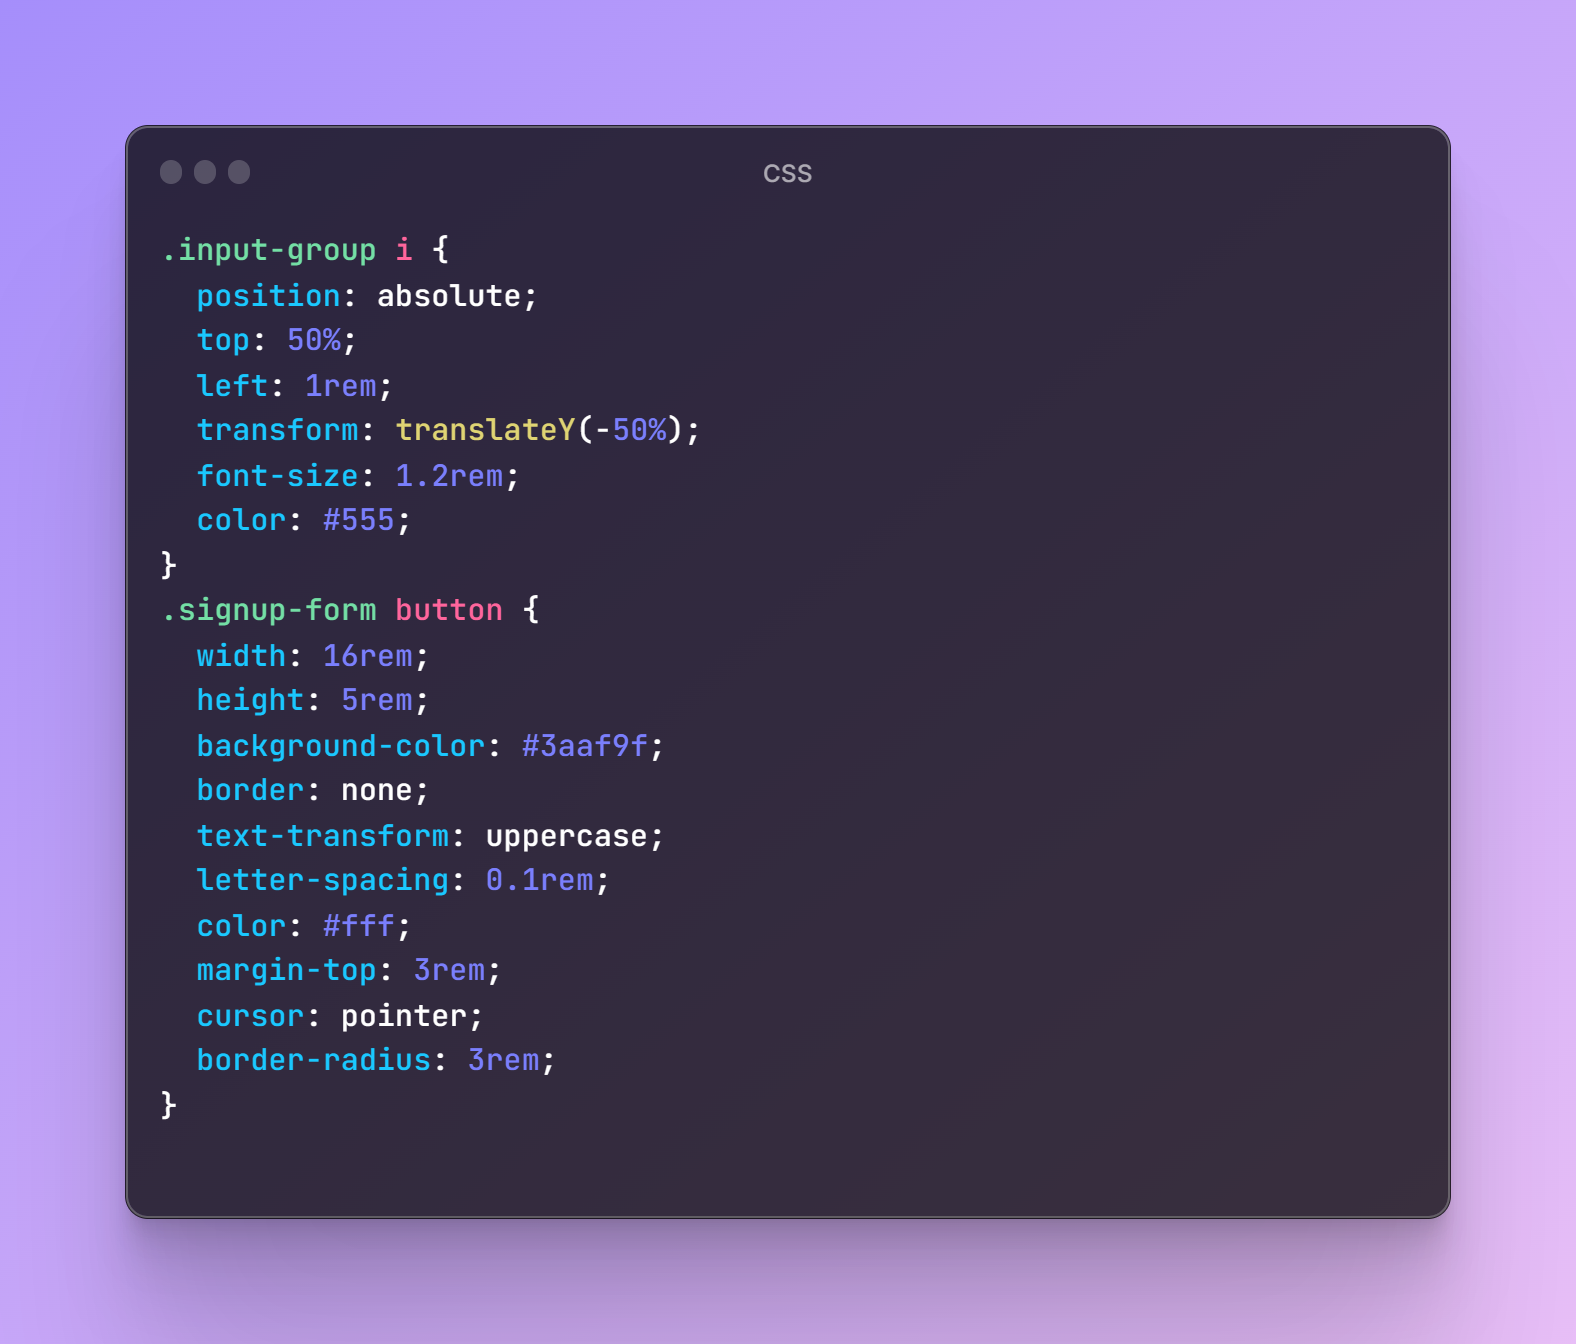 CSS
.input-group i {
  position: absolute;
  top: 50%;
  left: 1rem;
  transform: translateY(-50%);
  font-size: 1.2rem;
  color: #555;
}
.signup-form button {
  width: 16rem;
  height: 5rem;
  background-color: #3aaf9f;
  border: none;
  text-transform: uppercase;
  letter-spacing: 0.1rem;
  color: #fff;
  margin-top: 3rem;
  cursor: pointer;
  border-radius: 3rem;
}